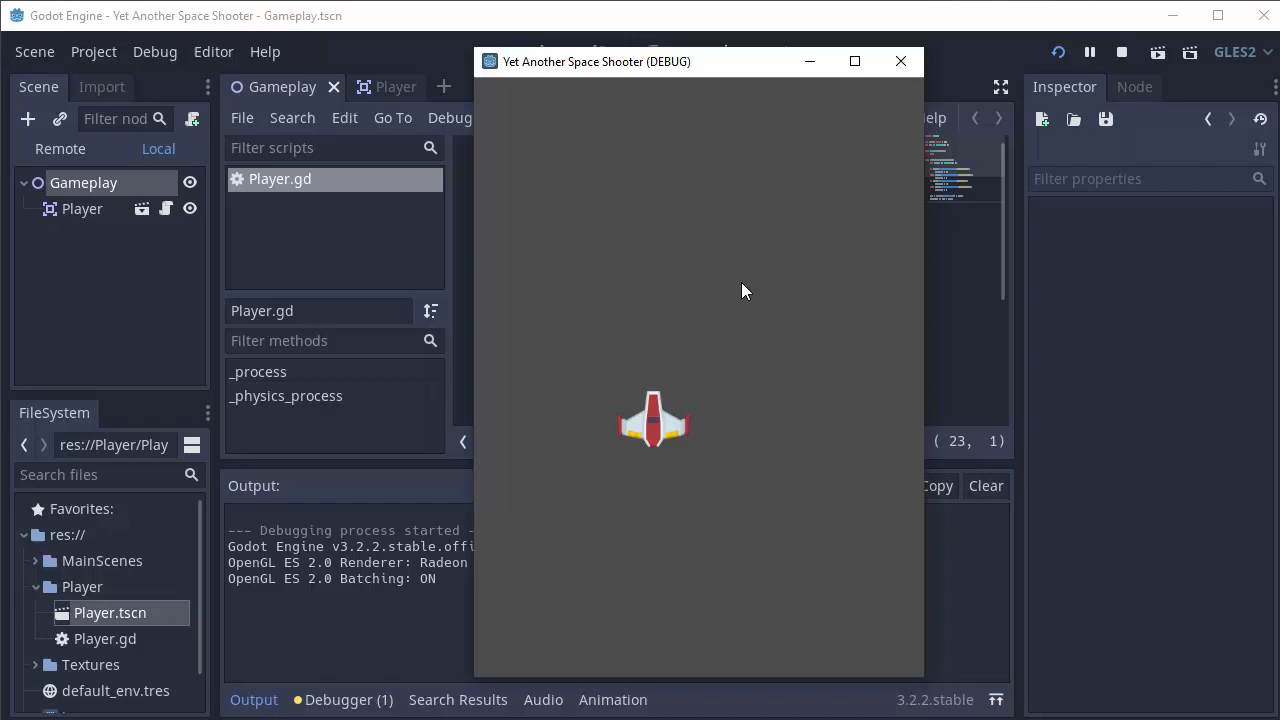 Godot Engine - Yet Another Space Shooter - Gameplay.tscn
Scene Project Debug Editor Help
GLES2
Yet Another Space Shooter (DEBUG)
Scene Import
Gameplay Player
Inspector Node
Filter nod
File Search Edit Go To Debug
elp
Remote Local
Filter scripts
Gameplay
Player.gd
Filter properties
Player
Player.gd
Filter methods
_process
_physics_process
FileSystem
res://Player/Play
( 23, 1)
Search files
Output:
Copy Clear
Favorites:
res://
MainScenes
Player
Player.tscn
Player.gd
Textures
default_env.tres
--- Debugging process started -
Godot Engine v3.2.2.stable.offi
OpenGL ES 2.0 Renderer: Radeon
OpenGL ES 2.0 Batching: ON
Output Debugger (1) Search Results Audio Animation
3.2.2.stable